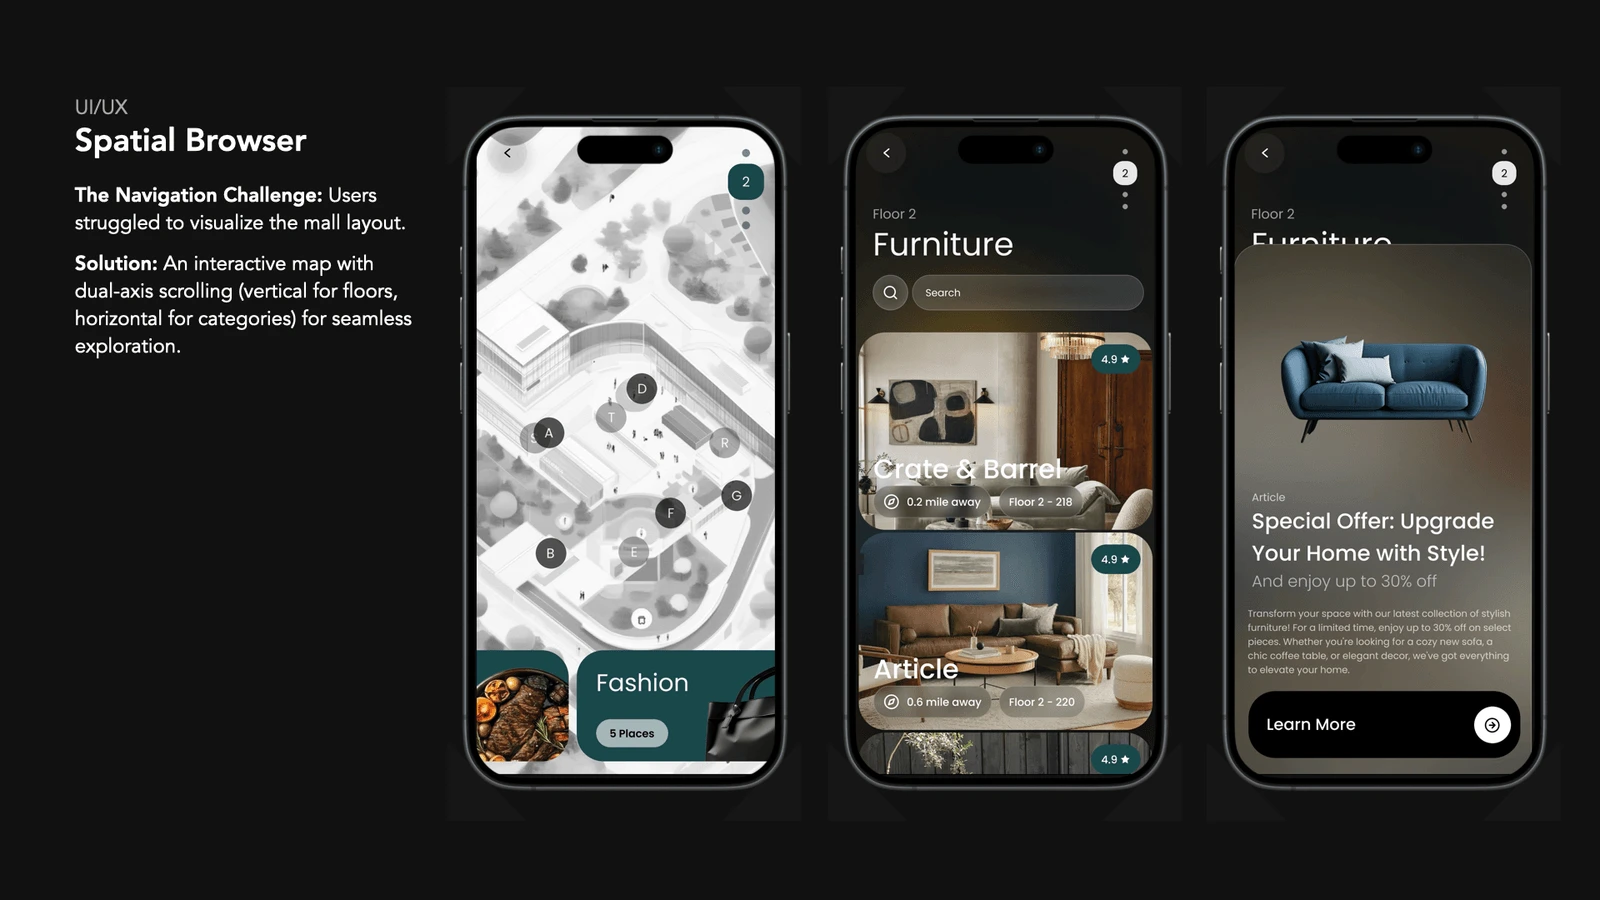 UI/UX
Spatial Browser
The Navigation Challenge: Users
struggled to visualize the mall layout.
Solution: An interactive map with
dual-axis scrolling (vertical for floors,
horizontal for categories) for seamless
exploration.
2
D
T
A
S
R
G
F
E
B
Fashion
5 Places
2
Floor 2
Furniture
Search
4.9
Crate & Barrel
0.2 mile away
Floor 2 - 218
4.9
Article
0.6 mile away
Floor 2 - 220
4.9
2
Floor 2
Furniture
Article
Special Offer: Upgrade
Your Home with Style!
And enjoy up to 30% off
Transform your space with our latest collection of stylish
furniture! For a limited time, enjoy up to 30% off on select
pieces. Whether you're looking for a cozy new sofa, a
chic coffee table, or elegant decor, we've got everything
to elevate your home.
Learn More